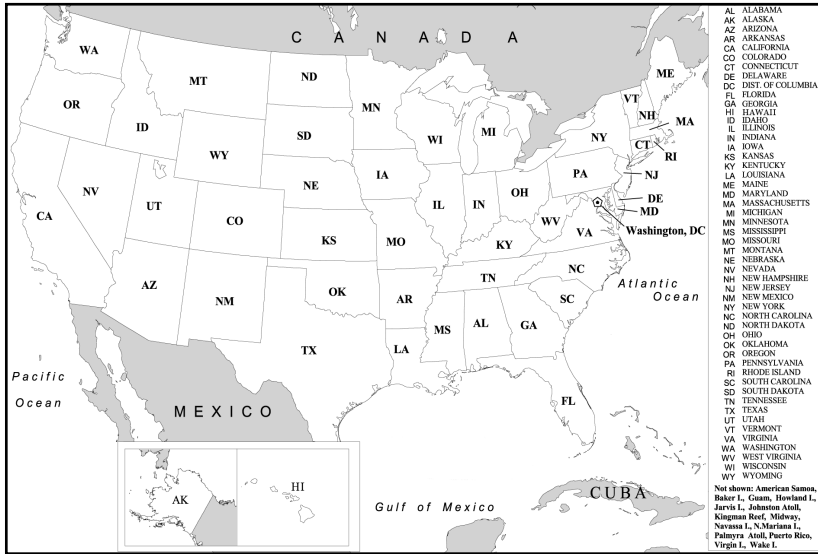 C A N A D A
WA
MT
ND
MN
ME
VT
NH
MA
OR
ID
SD
WI
MI
NY
CT
RI
WY
IA
NE
PA
NJ
NV
UT
CO
IL
IN
OH
DE
MD
CA
KS
MO
WV
VA
Washington, DC
KY
AZ
NM
OK
AR
TN
NC
SC
Atlantic
Ocean
TX
LA
MS
AL
GA
FL
Pacific
Ocean
MEXICO
AK
HI
Gulf of Mexico
CUBA
AL ALABAMA
AK ALASKA
AZ ARIZONA
AR ARKANSAS
CA CALIFORNIA
CO COLORADO
CT CONNECTICUT
DE DELAWARE
DC DIST. OF COLUMBIA
FL FLORIDA
GA GEORGIA
HI HAWAII
ID IDAHO
IL ILLINOIS
IN INDIANA
IA IOWA
KS KANSAS
KY KENTUCKY
LA LOUISIANA
ME MAINE
MD MARYLAND
MA MASSACHUSETTS
MI MICHIGAN
MN MINNESOTA
MS MISSISSIPPI
MO MISSOURI
MT MONTANA
NE NEBRASKA
NV NEVADA
NH NEW HAMPSHIRE
NJ NEW JERSEY
NM NEW MEXICO
NY NEW YORK
NC NORTH CAROLINA
ND NORTH DAKOTA
OH OHIO
OK OKLAHOMA
OR OREGON
PA PENNSYLVANIA
RI RHODE ISLAND
SC SOUTH CAROLINA
SD SOUTH DAKOTA
TN TENNESSEE
TX TEXAS
UT UTAH
VT VERMONT
VA VIRGINIA
WA WASHINGTON
WV WEST VIRGINIA
WI WISCONSIN
WY WYOMING
Not shown: American Samoa,
Baker I., Guam, Howland I.,
Jarvis I., Johnston Atoll,
Kingman Reef, Midway,
Navassa I., N.Mariana I.,
Palmyra Atoll, Puerto Rico,
Virgin I., Wake I.